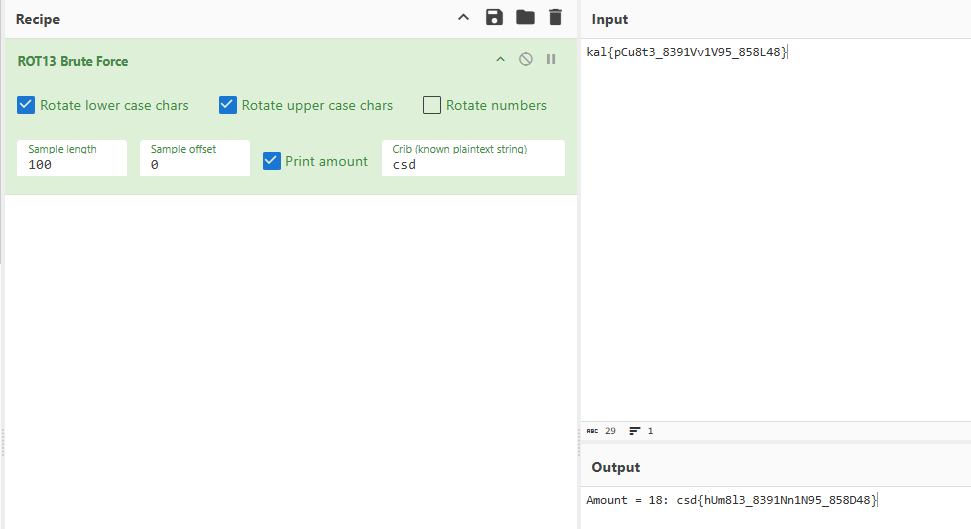 Recipe
ROT13 Brute Force
Rotate lower case chars
Rotate upper case chars
Rotate numbers
Sample length
100
Sample offset
0
Print amount
Crib (known plaintext string)
csd
Input
kal{pCu8t3_8391Vv1V95_858L48}
ABC 29 1
Output
Amount = 18: csd{hUm8l3_8391Nn1N95_858D48}